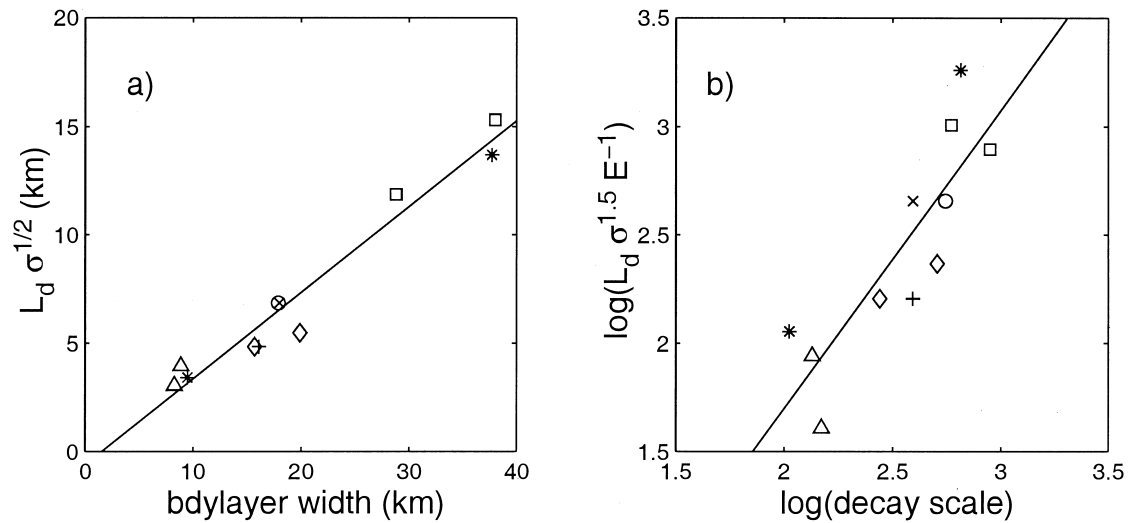 a)
20
15
10
5
0
L_d σ^{1/2} (km)
0 10 20 30 40
bdylayer width (km)
b)
3.5
3
2.5
2
1.5
log(L_d σ^{1.5} E^{−1})
1.5 2 2.5 3 3.5
log(decay scale)